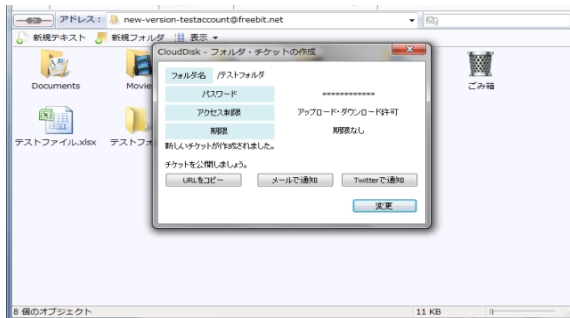 アドレス: new-version-testaccount@freebit.net
新規テキスト 新規フォルダ 表示
CloudDisk - フォルダ・チケットの作成
Documents
Movie
ごみ箱
テストファイル.xlsx
テストフォ
フォルダ名 /テストフォルダ
パスワード ************
アクセス制限 アップロード・ダウンロード許可
期限 期限なし
新しいチケットが作成されました。
チケットを公開しましょう。
URLをコピー メールで通知 Twitterで通知
変更
8 個のオブジェクト 11 KB